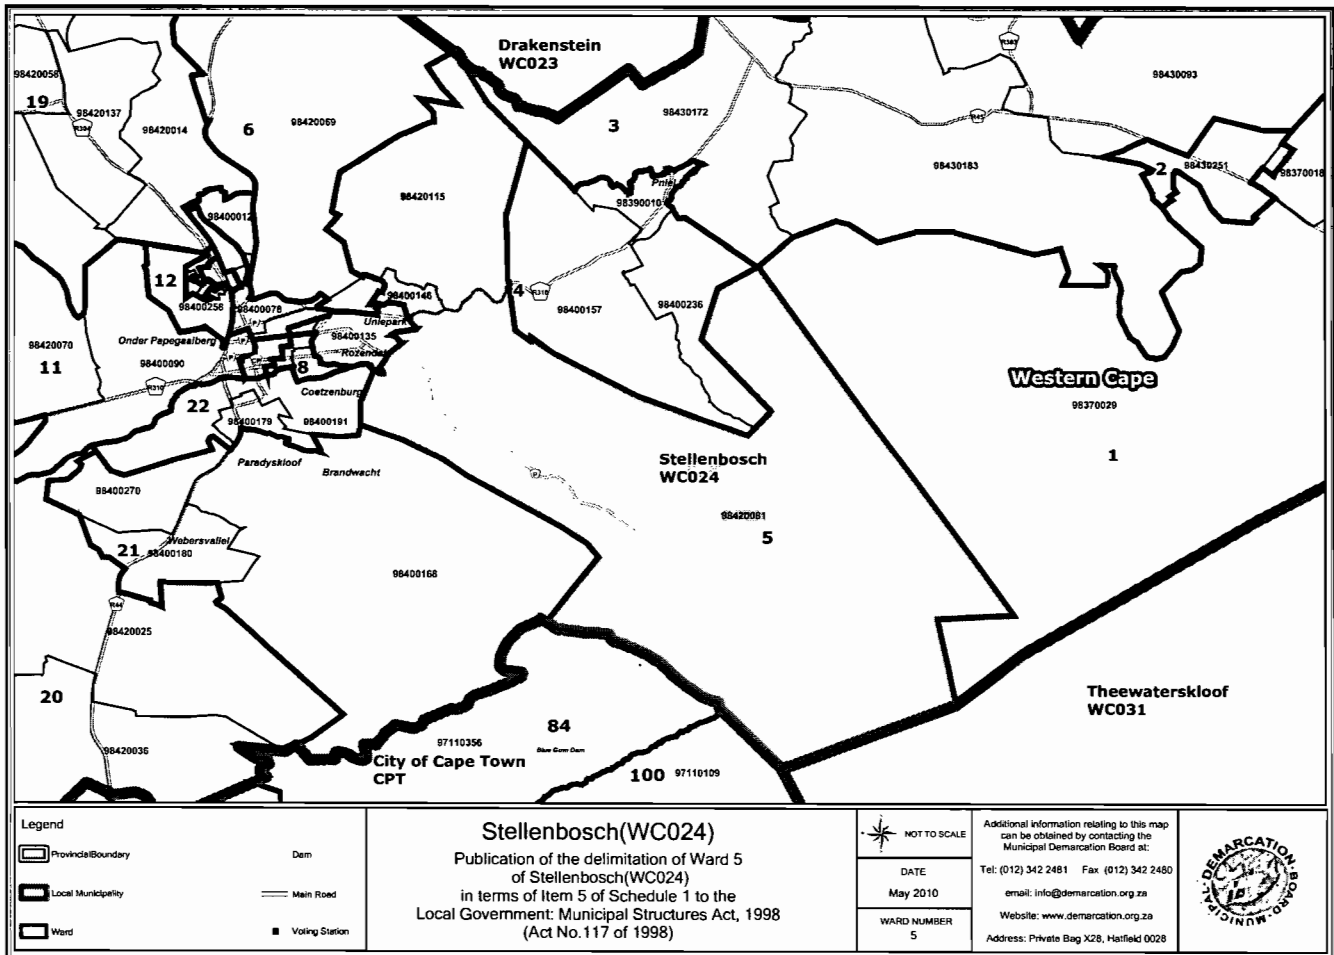 Drakenstein
WC023
98430093
98420058
19
98420137
R304
98420014
6
98420069
3
98430172
R45
98430183
2
98430251
98370018
Pniel
98390010
98420115
98400012
12
98400256
98400078
98400146
4
R310
98400157
98400236
Uniepark
98400135
98420070
11
Onder Papegaaiberg
98400090
R310
8
Coetzenburg
22
98400179
98400191
Western Cape
98370029
1
Paradyskloof
Brandwacht
Stellenbosch
WC024
98420081
5
98400270
21
98400180
98400168
R44
98420025
20
98420036
Theewaterskloof
WC031
84
97110356
City of Cape Town
CPT
100
97110109
Legend
ProvincialBoundary
Dam
Local Municipality
Main Road
Ward
Voting Station
Stellenbosch(WC024)
Publication of the delimitation of Ward 5
of Stellenbosch(WC024)
in terms of Item 5 of Schedule 1 to the
Local Government: Municipal Structures Act, 1998
(Act No.117 of 1998)
NOT TO SCALE
DATE
May 2010
WARD NUMBER
5
Additional information relating to this map
can be obtained by contacting the
Municipal Demarcation Board at:
Tel: (012) 342 2481 Fax (012) 342 2480
email: info@demarcation.org.za
Website: www.demarcation.org.za
Address: Private Bag X28, Hatfield 0028
MUNICIPAL DEMARCATION BOARD